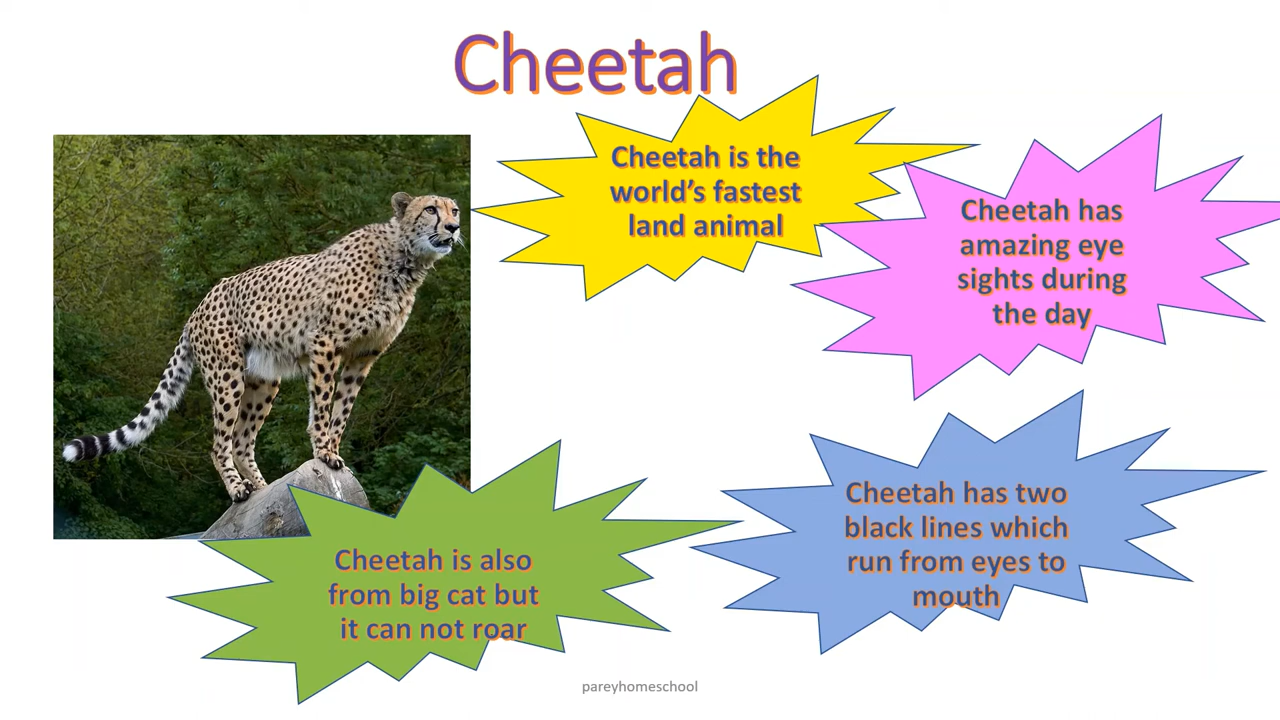 Cheetah
Cheetah is the
world's fastest
land animal
Cheetah has
amazing eye
sights during
the day
Cheetah is also
from big cat but
it can not roar
Cheetah has two
black lines which
run from eyes to
mouth
pareyhomeschool